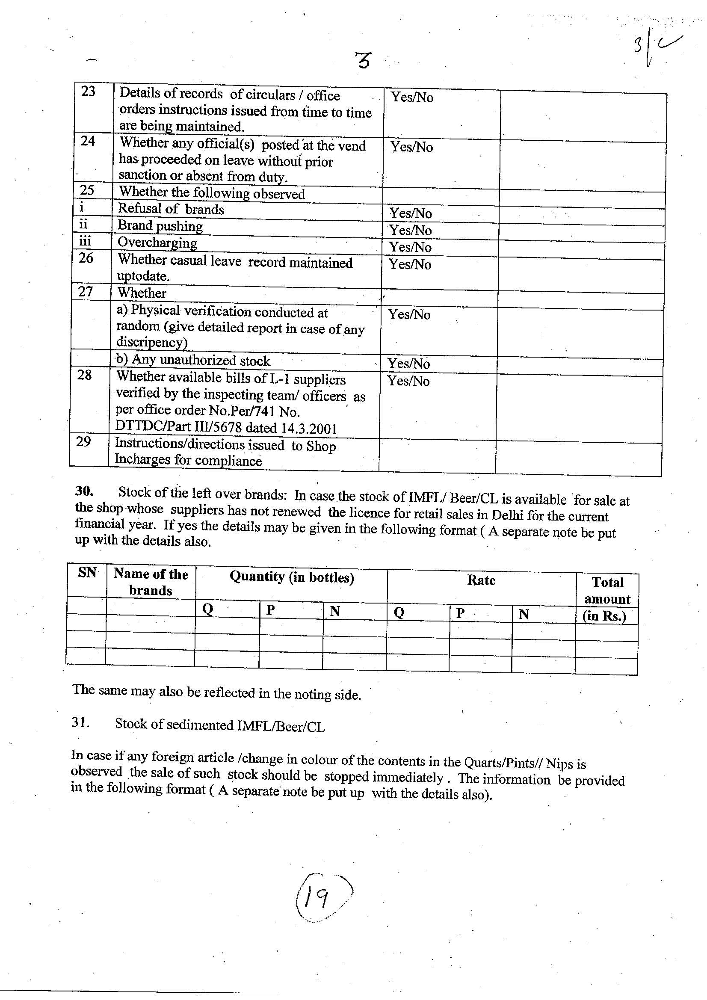 3/C
3
23 Details of records of circulars / office Yes/No
orders instructions issued from time to time
are being maintained.
24 Whether any official(s) posted at the vend Yes/No
has proceeded on leave without prior
sanction or absent from duty.
25 Whether the following observed
i Refusal of brands Yes/No
ii Brand pushing Yes/No
iii Overcharging Yes/No
26 Whether casual leave record maintained Yes/No
uptodate.
27 Whether
a) Physical verification conducted at Yes/No
random (give detailed report in case of any
discripency)
b) Any unauthorized stock Yes/No
28 Whether available bills of L-1 suppliers Yes/No
verified by the inspecting team/ officers as
per office order No.Per/741 No.
DTTDC/Part III/5678 dated 14.3.2001
29 Instructions/directions issued to Shop
Incharges for compliance
30. Stock of the left over brands: In case the stock of IMFL/ Beer/CL is available for sale at
the shop whose suppliers has not renewed the licence for retail sales in Delhi for the current
financial year. If yes the details may be given in the following format ( A separate note be put
up with the details also.
SN Name of the Quantity (in bottles) Rate Total
brands amount
Q P N Q P N (in Rs.)
The same may also be reflected in the noting side.
31. Stock of sedimented IMFL/Beer/CL
In case if any foreign article /change in colour of the contents in the Quarts/Pints// Nips is
observed the sale of such stock should be stopped immediately . The information be provided
in the following format ( A separate note be put up with the details also).
19